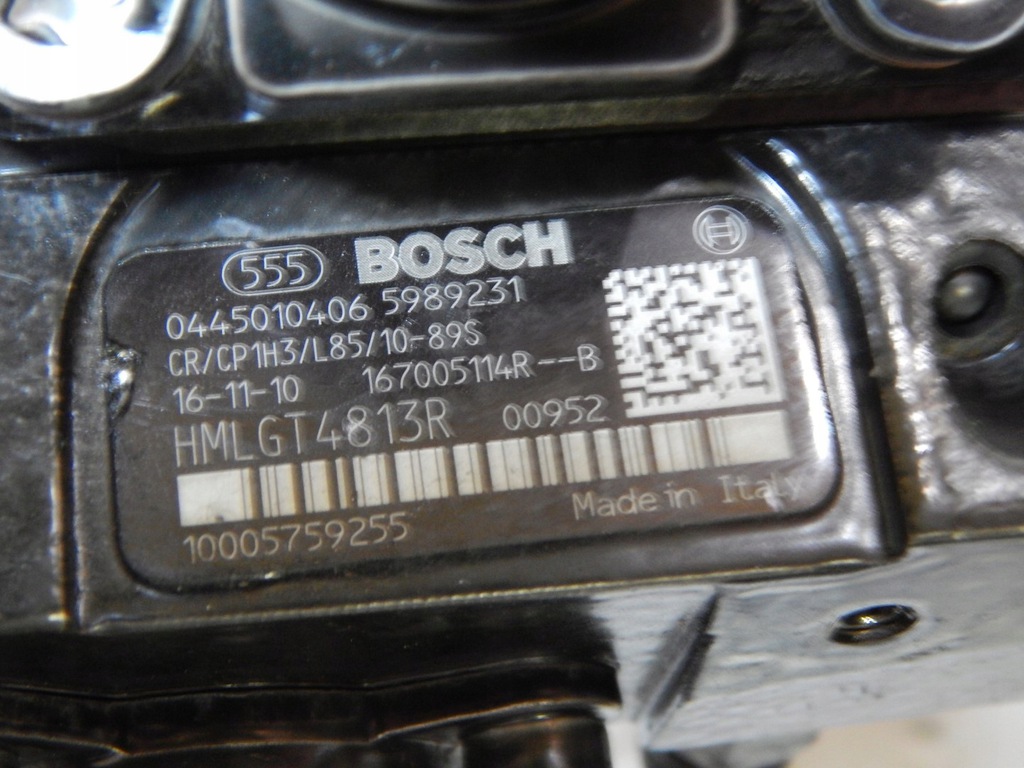 555 BOSCH
0445010406 5989231
CR/CP1H3/L85/10-89S
16-11-10 167005114R--B
HMLGT4813R 00952
Made in Italy
10005759255